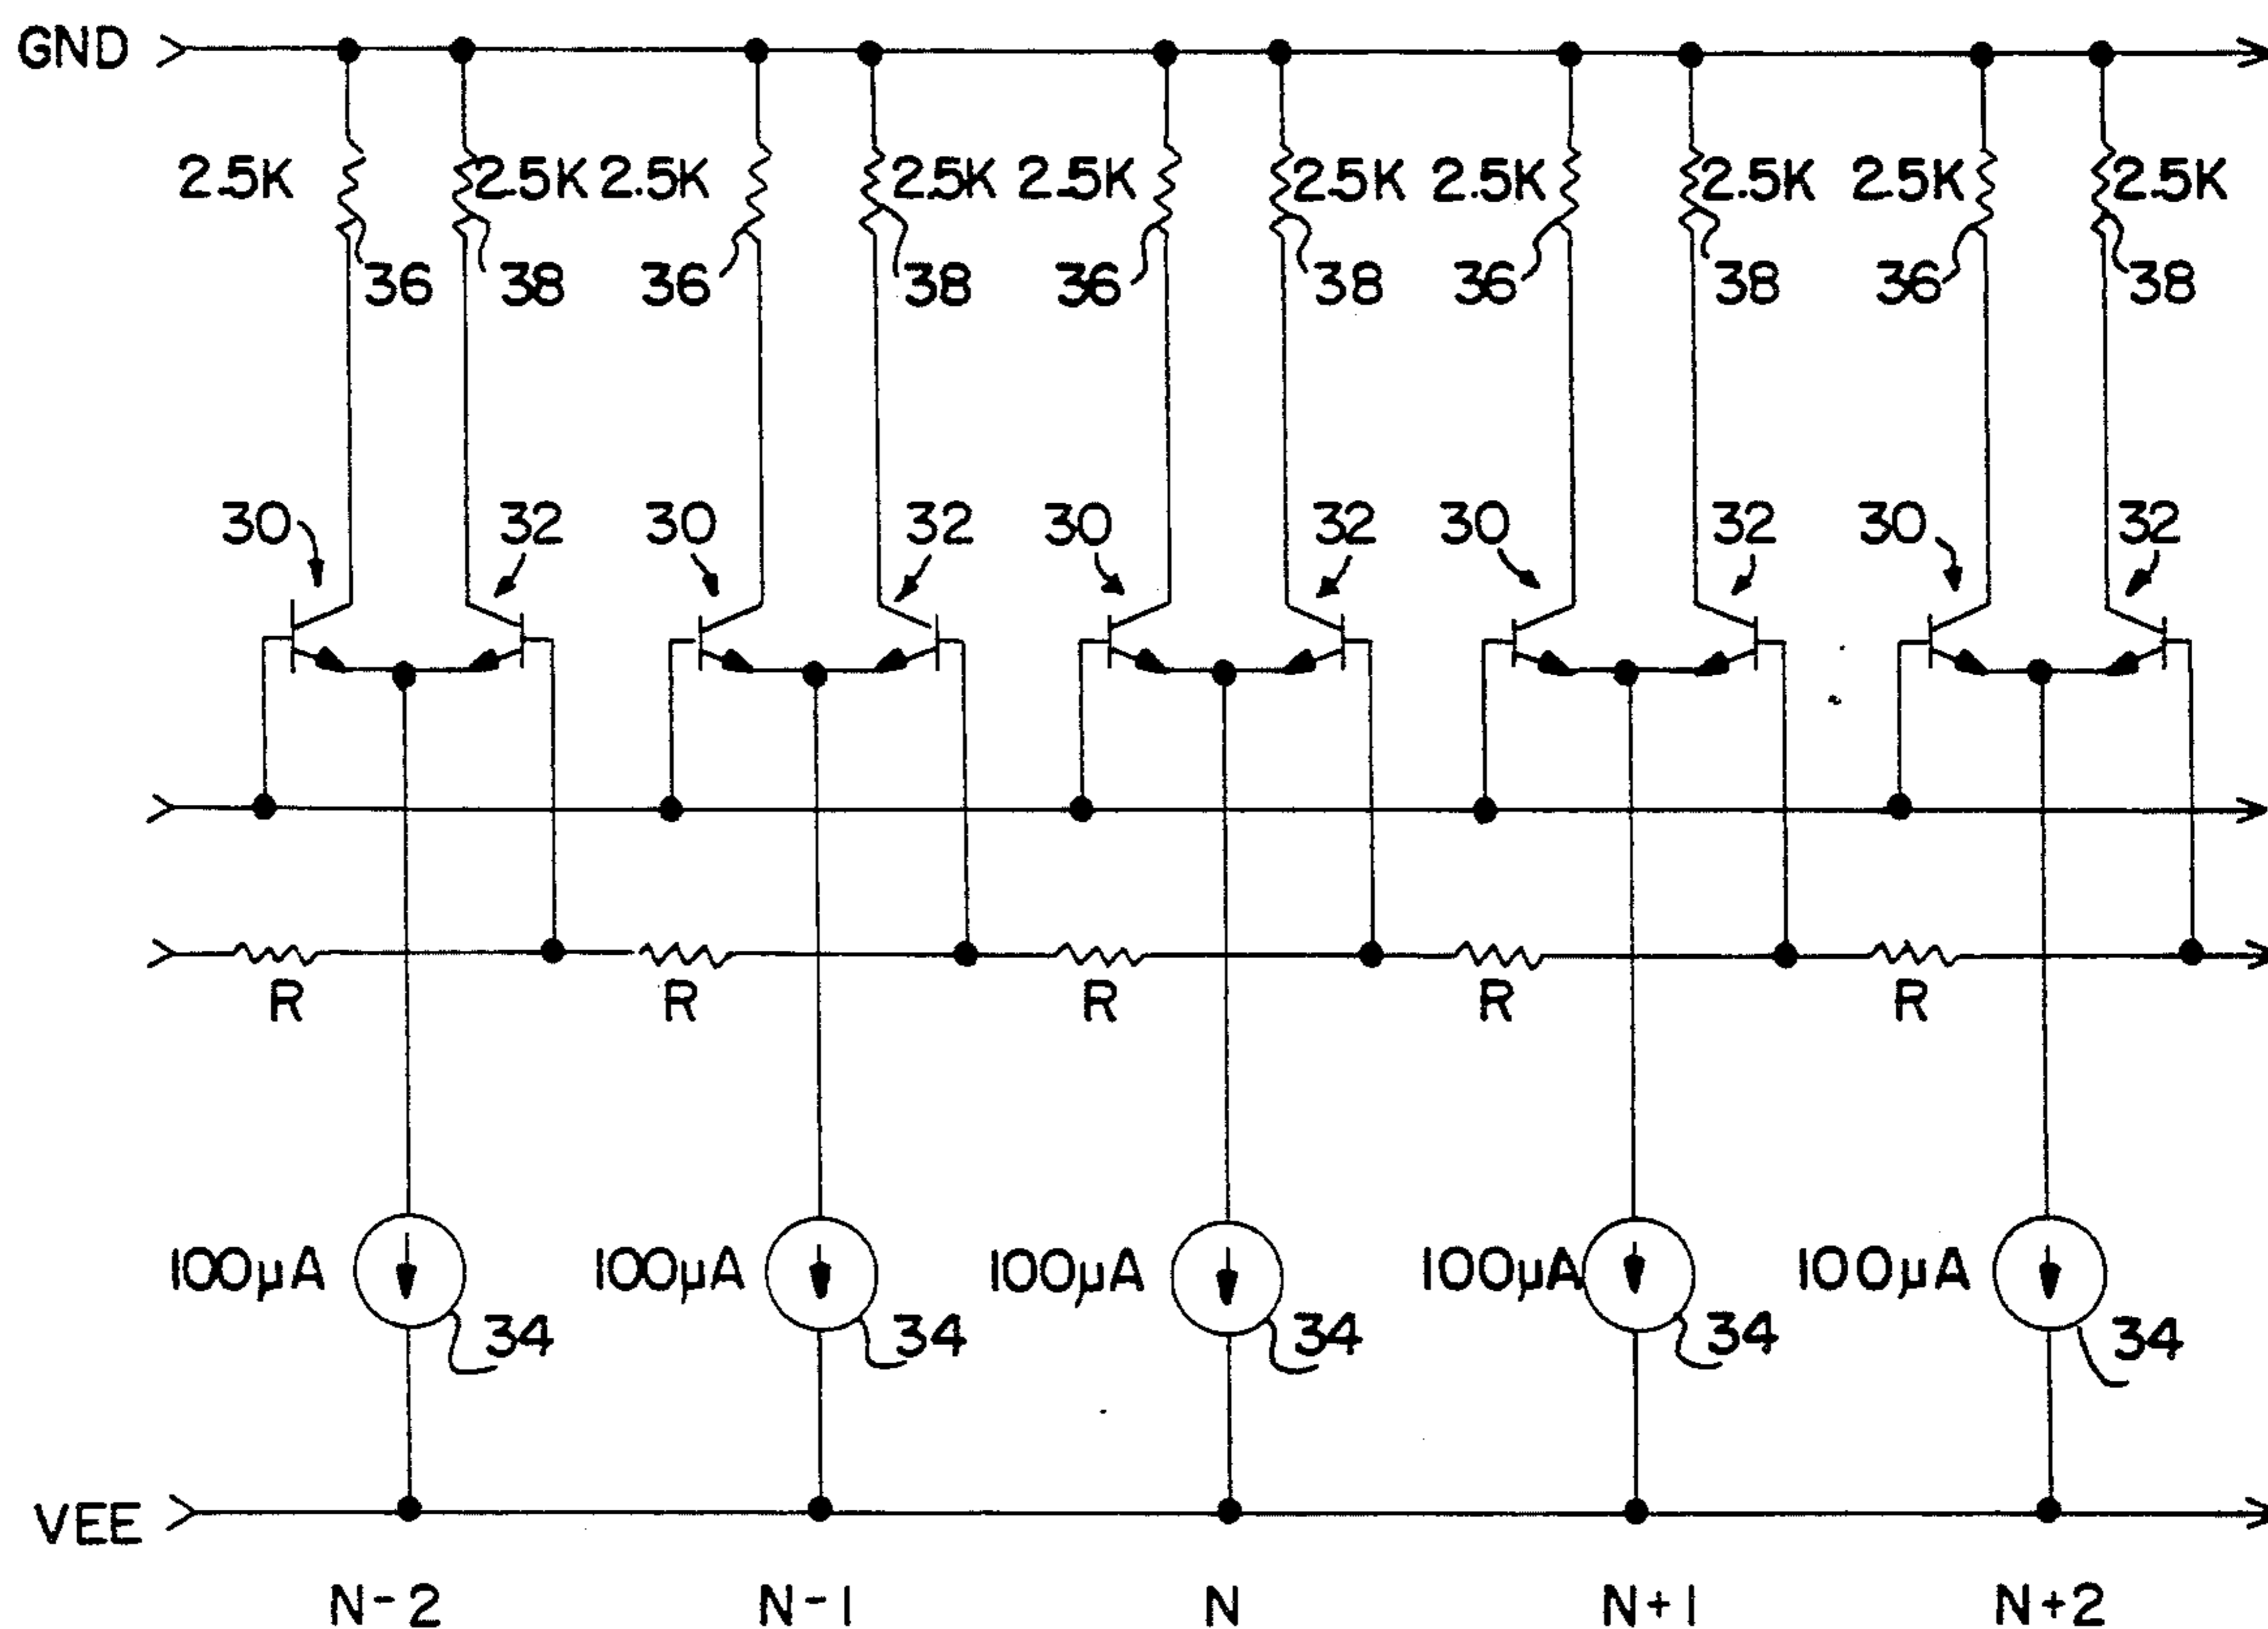 GND
2.5K 2.5K 2.5K 2.5K 2.5K 2.5K 2.5K 2.5K 2.5K 2.5K
36 38 36 38 36 38 36 38 36 38
30 32 30 32 30 32 30 32 30 32
R R R R R
100µA 100µA 100µA 100µA 100µA
34 34 34 34 34
VEE
N-2 N-1 N N+1 N+2